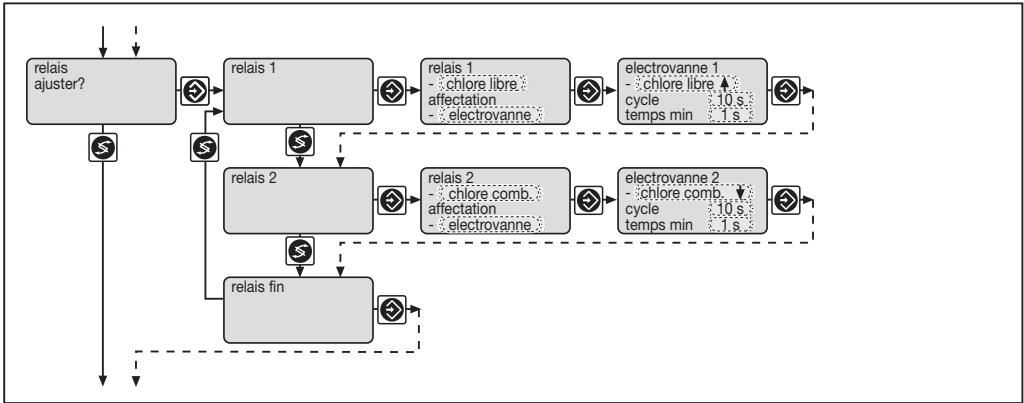 relais
ajuster?
relais 1
relais 1
- chlore libre
affectation
- electrovanne
electrovanne 1
- chlore libre
cycle 10 s
temps min 1 s
relais 2
relais 2
- chlore comb.
affectation
- electrovanne
electrovanne 2
- chlore comb.
cycle 10 s
temps min 1 s
relais fin